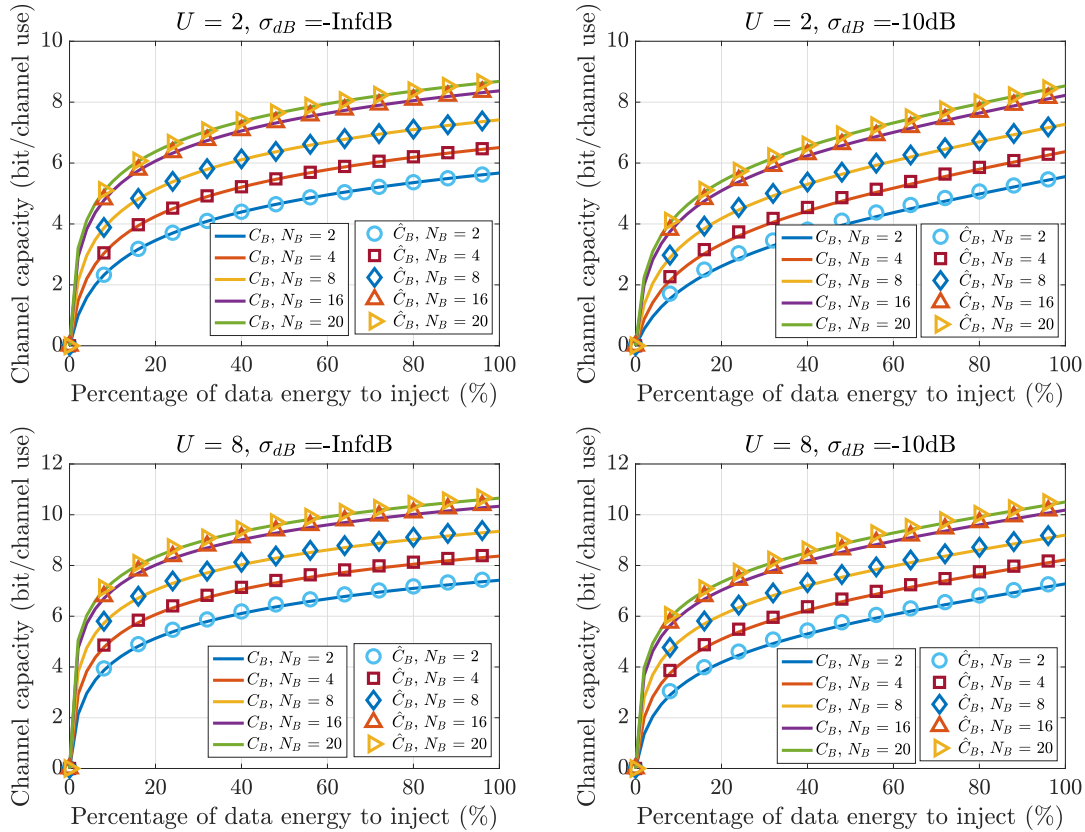 U = 2, σ_dB =-InfdB
Channel capacity (bit/channel use)
10
8
6
4
2
0
C_B, N_B = 2
C_B, N_B = 4
C_B, N_B = 8
C_B, N_B = 16
C_B, N_B = 20
Ĉ_B, N_B = 2
Ĉ_B, N_B = 4
Ĉ_B, N_B = 8
Ĉ_B, N_B = 16
Ĉ_B, N_B = 20
0 20 40 60 80 100
Percentage of data energy to inject (%)
U = 2, σ_dB =-10dB
Channel capacity (bit/channel use)
10
8
6
4
2
0
C_B, N_B = 2
C_B, N_B = 4
C_B, N_B = 8
C_B, N_B = 16
C_B, N_B = 20
Ĉ_B, N_B = 2
Ĉ_B, N_B = 4
Ĉ_B, N_B = 8
Ĉ_B, N_B = 16
Ĉ_B, N_B = 20
0 20 40 60 80 100
Percentage of data energy to inject (%)
U = 8, σ_dB =-InfdB
Channel capacity (bit/channel use)
12
10
8
6
4
2
0
C_B, N_B = 2
C_B, N_B = 4
C_B, N_B = 8
C_B, N_B = 16
C_B, N_B = 20
Ĉ_B, N_B = 2
Ĉ_B, N_B = 4
Ĉ_B, N_B = 8
Ĉ_B, N_B = 16
Ĉ_B, N_B = 20
0 20 40 60 80 100
Percentage of data energy to inject (%)
U = 8, σ_dB =-10dB
Channel capacity (bit/channel use)
12
10
8
6
4
2
0
C_B, N_B = 2
C_B, N_B = 4
C_B, N_B = 8
C_B, N_B = 16
C_B, N_B = 20
Ĉ_B, N_B = 2
Ĉ_B, N_B = 4
Ĉ_B, N_B = 8
Ĉ_B, N_B = 16
Ĉ_B, N_B = 20
0 20 40 60 80 100
Percentage of data energy to inject (%)